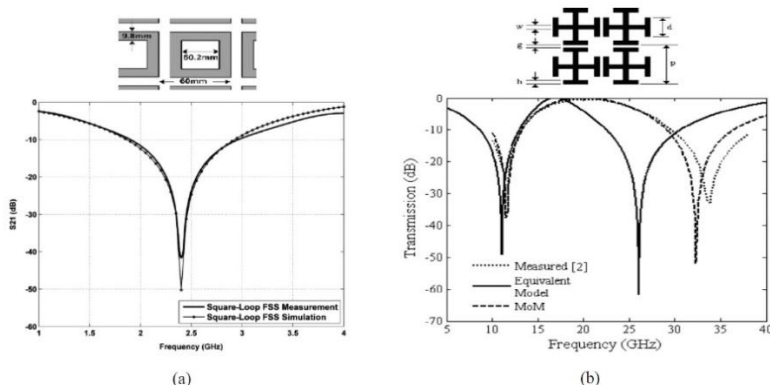 9.8mm
50.2mm
60mm
0
-10
-20
-30
-40
-50
-60
S21 (dB)
Square-Loop FSS Measurement
Square-Loop FSS Simulation
1 1.5 2 2.5 3 3.5 4
Frequency (GHz)
(a)
w
g
h
d
p
0
-10
-20
-30
-40
-50
-60
-70
Transmission (dB)
Measured [2]
Equivalent
Model
MoM
5 10 15 20 25 30 35 40
Frequency (GHz)
(b)